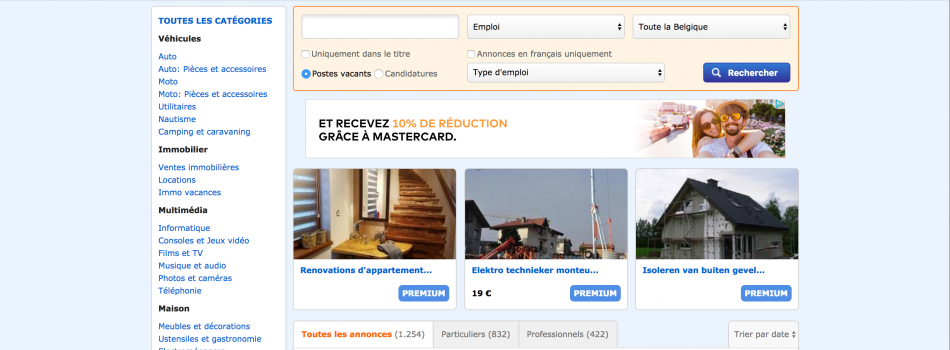 TOUTES LES CATÉGORIES
Véhicules
Auto
Auto: Pièces et accessoires
Moto
Moto: Pièces et accessoires
Utilitaires
Nautisme
Camping et caravaning
Immobilier
Ventes immobilières
Locations
Immo vacances
Multimédia
Informatique
Consoles et Jeux vidéo
Films et TV
Musique et audio
Photos et caméras
Téléphonie
Maison
Meubles et décorations
Ustensiles et gastronomie
Emploi
Toute la Belgique
Uniquement dans le titre
Annonces en français uniquement
Postes vacants
Candidatures
Type d'emploi
Rechercher
ET RECEVEZ 10% DE RÉDUCTION
GRÂCE À MASTERCARD.
Renovations d'appartement...
PREMIUM
Elektro technieker monteu...
19 €
PREMIUM
Isoleren van buiten gevel...
PREMIUM
Toutes les annonces (1.254)
Particuliers (832)
Professionnels (422)
Trier par date